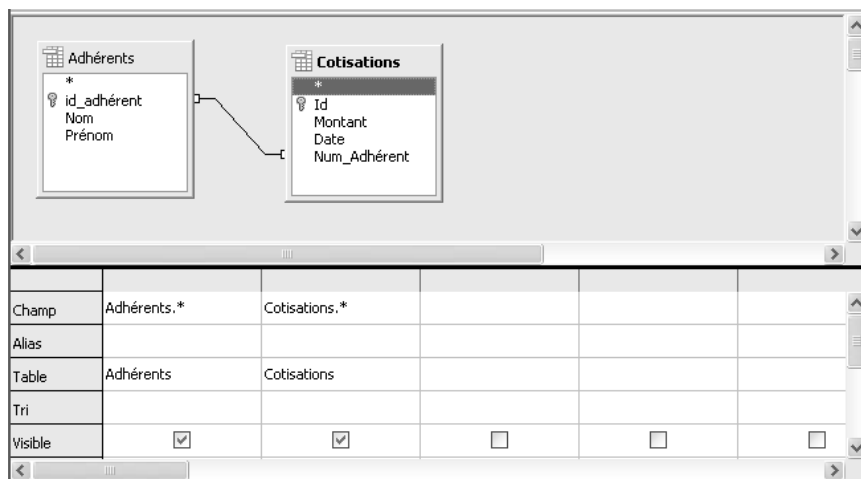 Adhérents
*
id_adhérent
Nom
Prénom
Cotisations
*
Id
Montant
Date
Num_Adhérent
Champ Adhérents.* Cotisations.*
Alias
Table Adhérents Cotisations
Tri
Visible